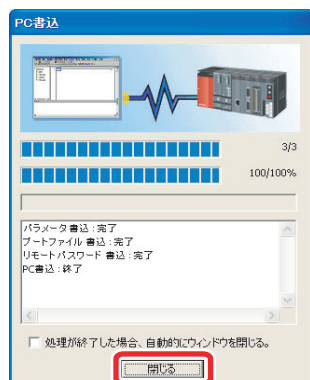 PC書込
3/3
100/100%
パラメータ 書込 : 完了
ブートファイル 書込 : 完了
リモートパスワード 書込 : 完了
PC書込 : 終了
処理が終了した場合、自動的にウィンドウを閉じる。
閉じる